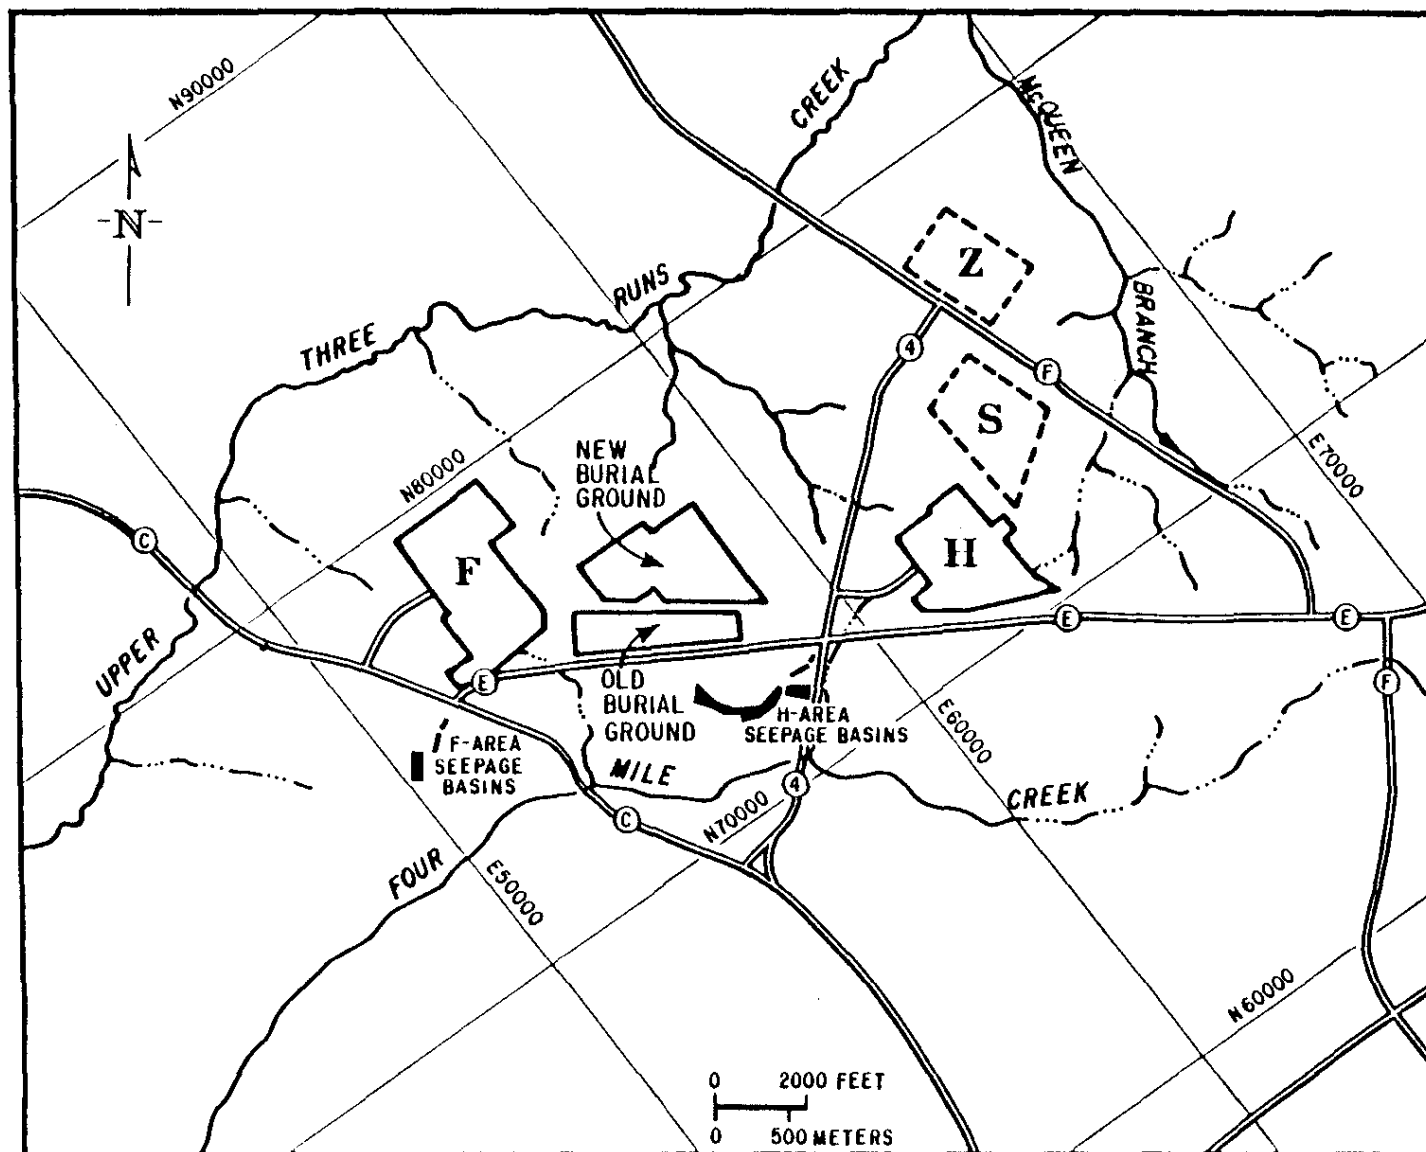 N90000
CREEK
McQUEEN
-N-
Z
RUNS
BRANCH
THREE
4
F
S
E70000
N80000
NEW
BURIAL
GROUND
C
F
H
E
E
UPPER
E
OLD
BURIAL
GROUND
F
H-AREA
SEEPAGE BASINS
E60000
F-AREA
SEEPAGE
BASINS
MILE
4
CREEK
N70000
C
FOUR
E50000
N60000
0 2000 FEET
0 500 METERS